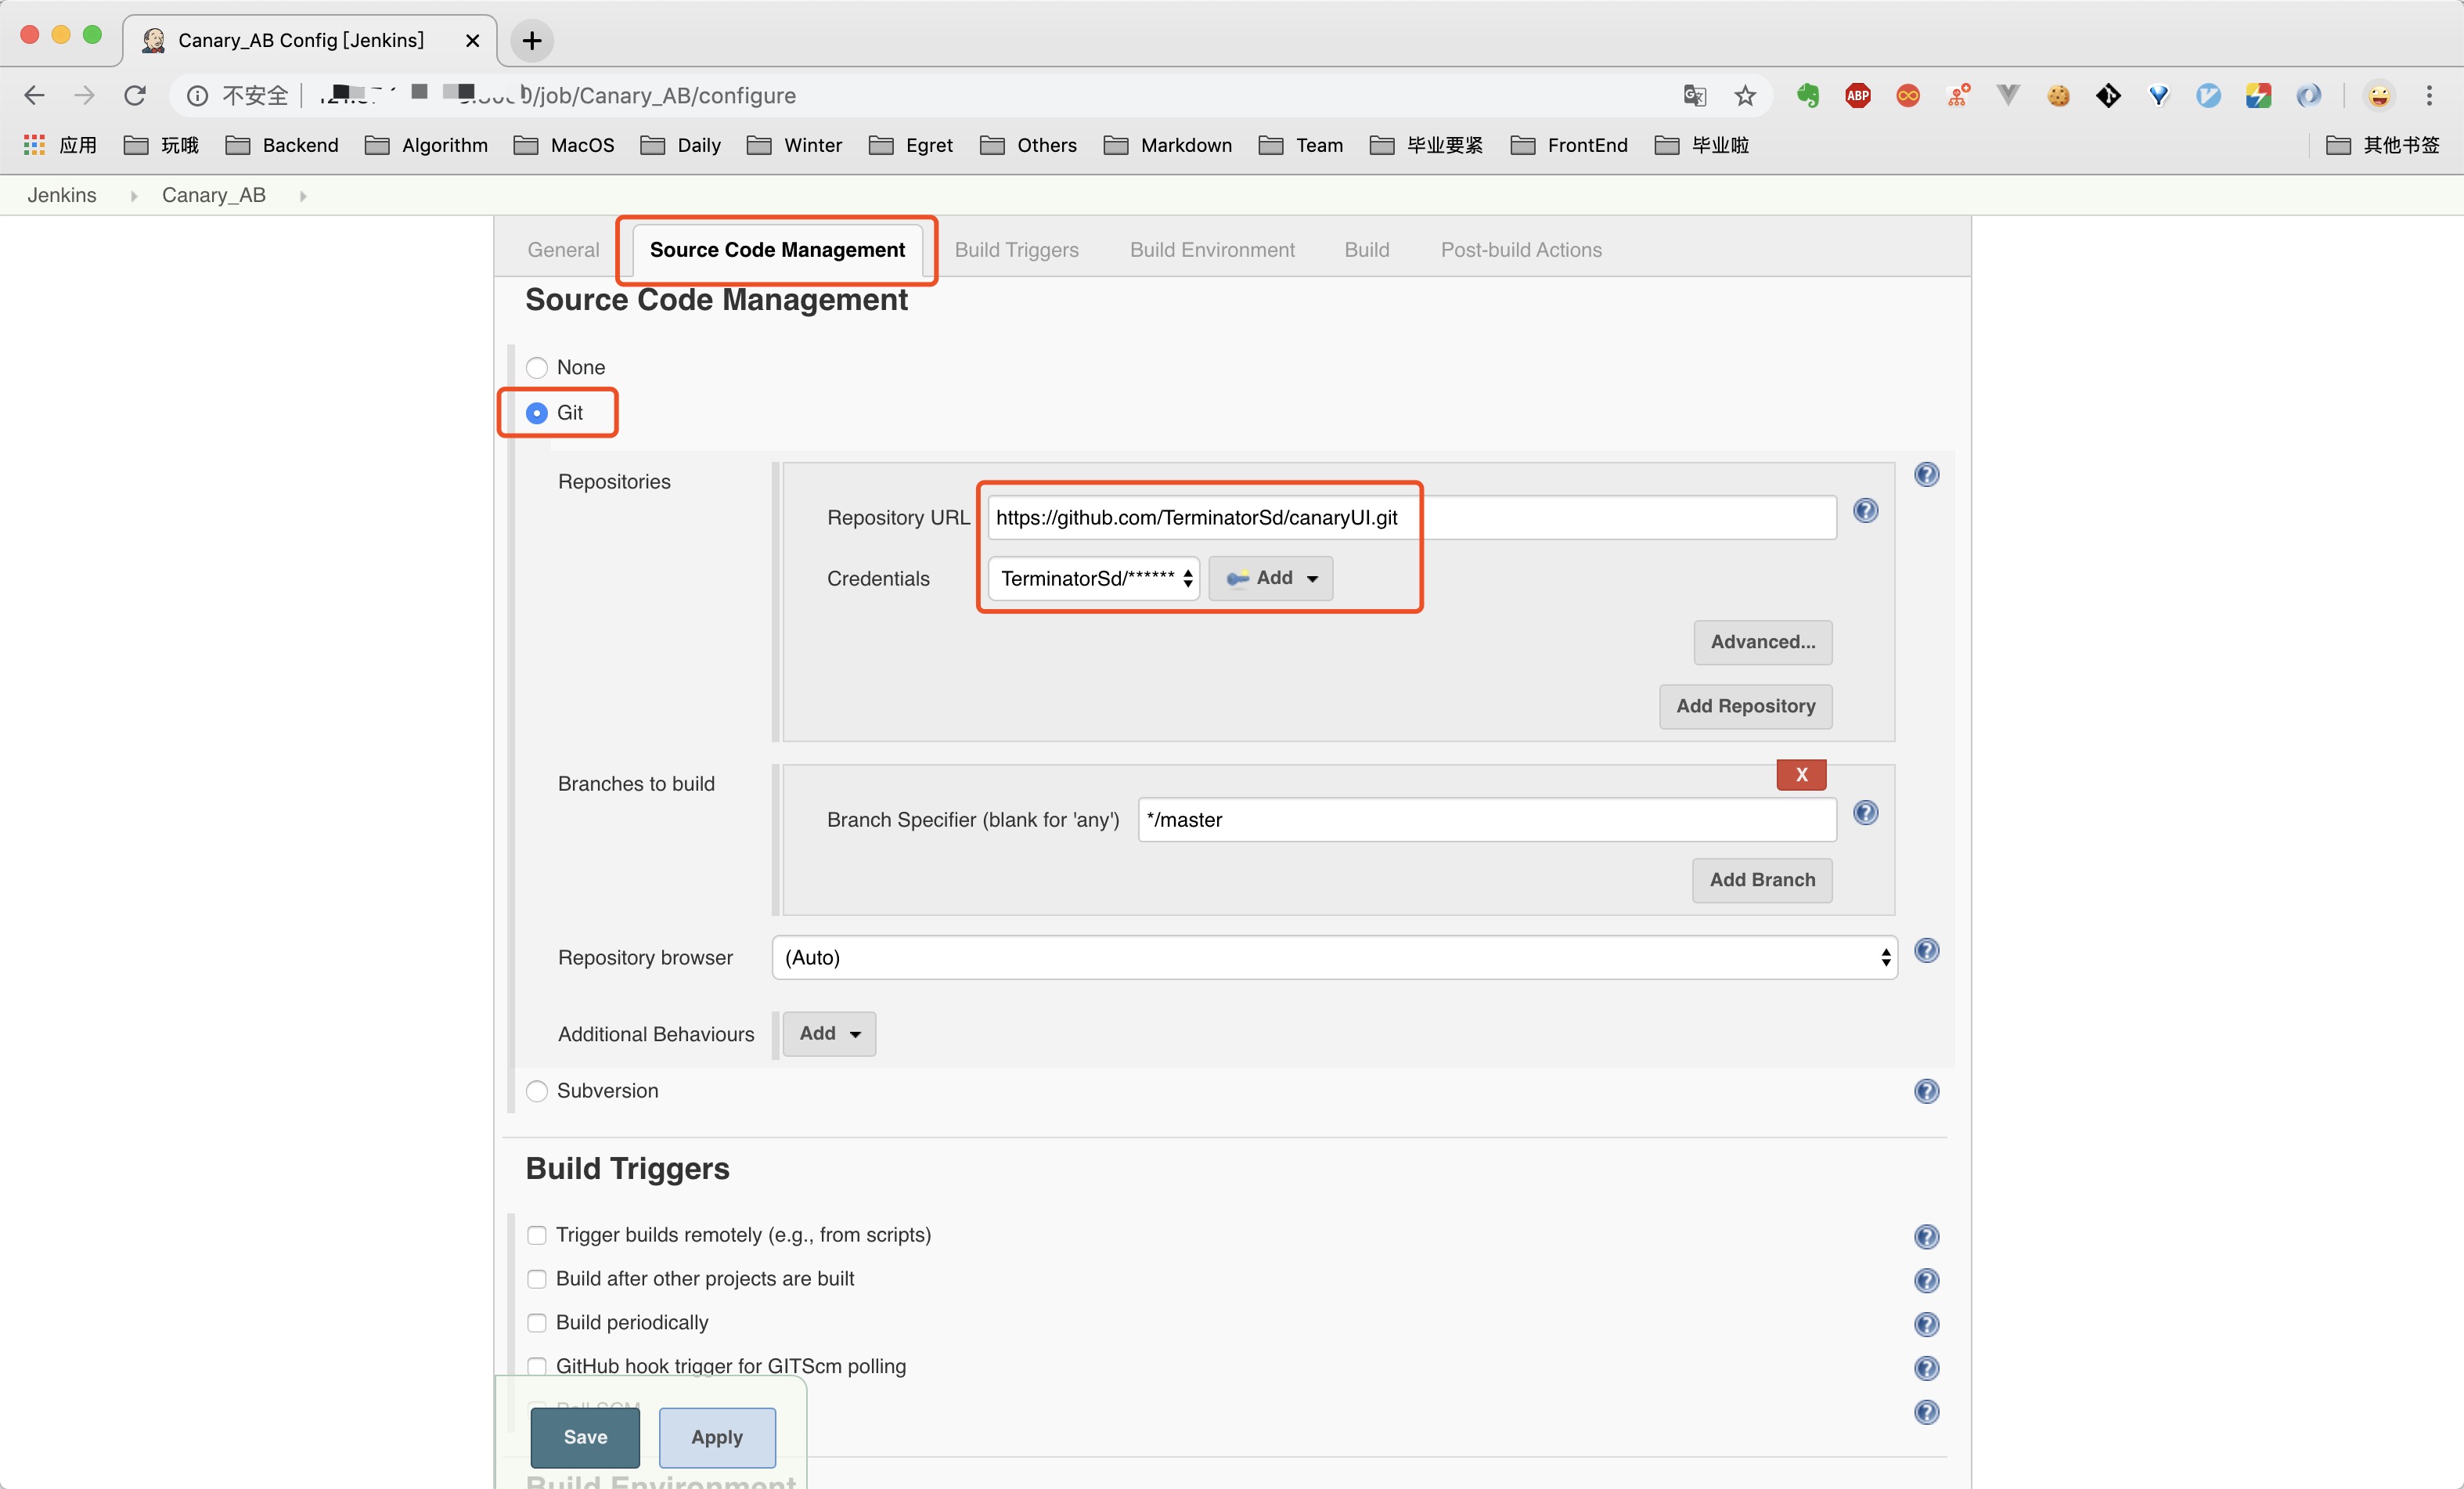 Canary_AB Config [Jenkins]
不安全 0/job/Canary_AB/configure
ABP
应用 玩哦 Backend Algorithm MacOS Daily Winter Egret Others Markdown Team 毕业要紧 FrontEnd 毕业啦 其他书签
Jenkins Canary_AB
General Source Code Management Build Triggers Build Environment Build Post-build Actions
Source Code Management
None
Git
Repositories
Repository URL https://github.com/TerminatorSd/canaryUI.git
Credentials TerminatorSd/****** Add
Advanced...
Add Repository
Branches to build
X
Branch Specifier (blank for 'any') */master
Add Branch
Repository browser (Auto)
Additional Behaviours Add
Subversion
Build Triggers
Trigger builds remotely (e.g., from scripts)
Build after other projects are built
Build periodically
GitHub hook trigger for GITScm polling
Poll SCM
Save Apply
Build Environment